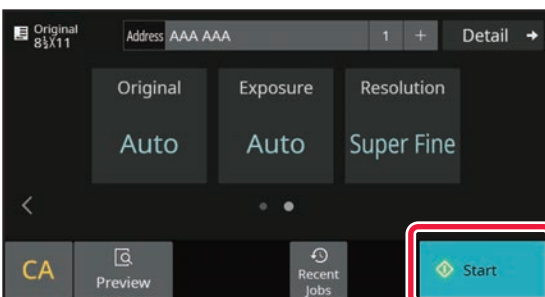 Original
8½X11
Address AAA AAA 1 + Detail
Original Exposure Resolution
Auto Auto Super Fine
CA
Preview
Recent
Jobs
Start